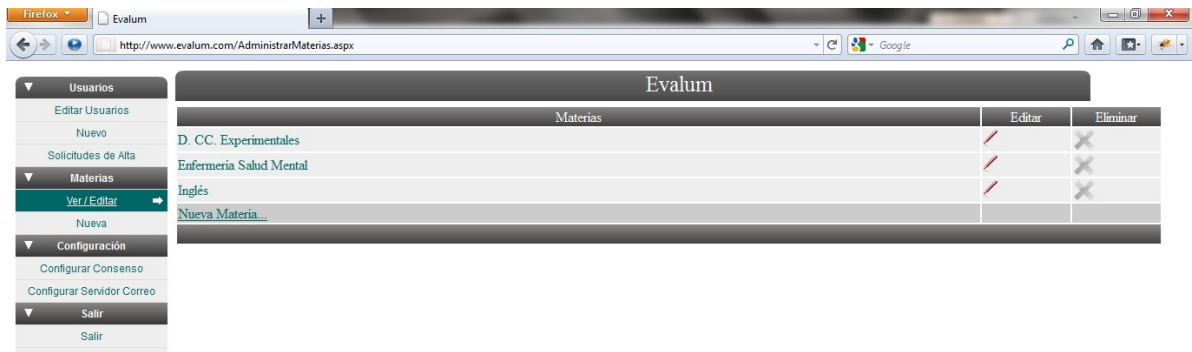 Firefox
Evalum
http://www.evalum.com/AdministrarMaterias.aspx
Google
Usuarios
Editar Usuarios
Nuevo
Solicitudes de Alta
Materias
Ver / Editar
Nueva
Configuración
Configurar Consenso
Configurar Servidor Correo
Salir
Salir
Evalum
Materias Editar Eliminar
D. CC. Experimentales
Enfermería Salud Mental
Inglés
Nueva Materia...